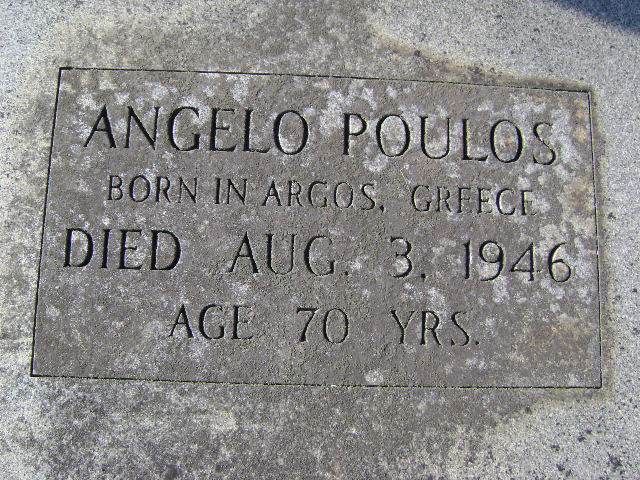 ANGELO POULOS
BORN IN ARGOS, GREECE
DIED AUG. 3, 1946
AGE 70 YRS.